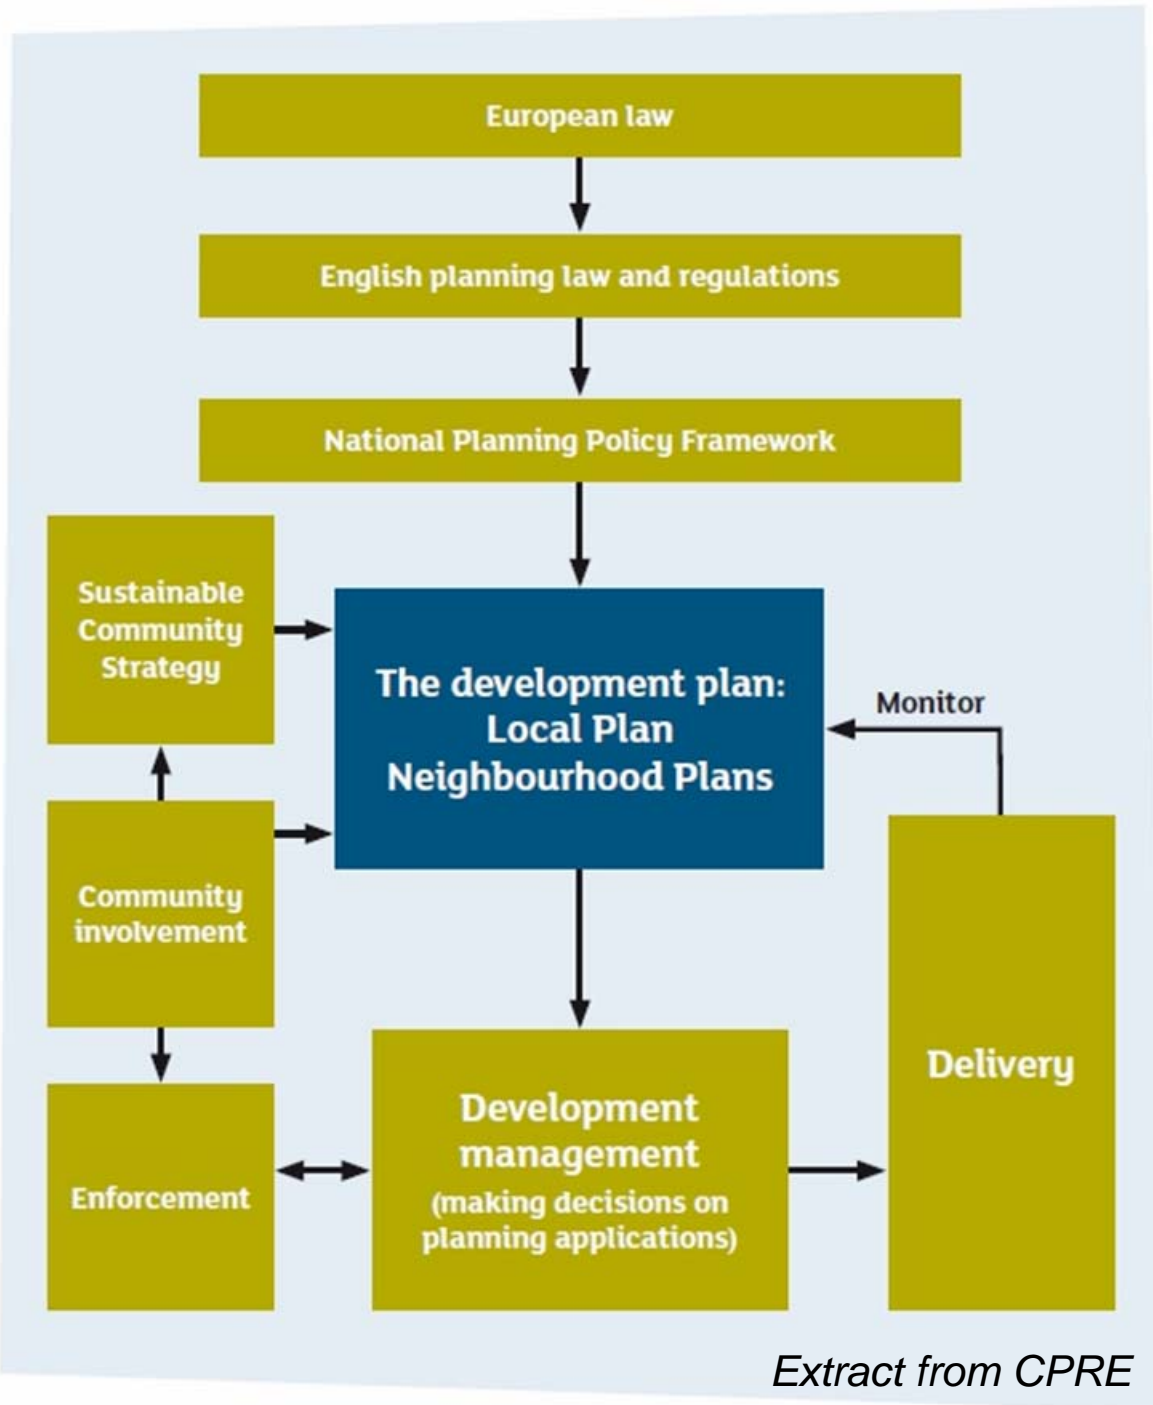 European law
English planning law and regulations
National Planning Policy Framework
Sustainable
Community
Strategy
The development plan:
Local Plan
Neighbourhood Plans
Monitor
Community
involvement
Delivery
Development
management
(making decisions on
planning applications)
Enforcement
Extract from CPRE